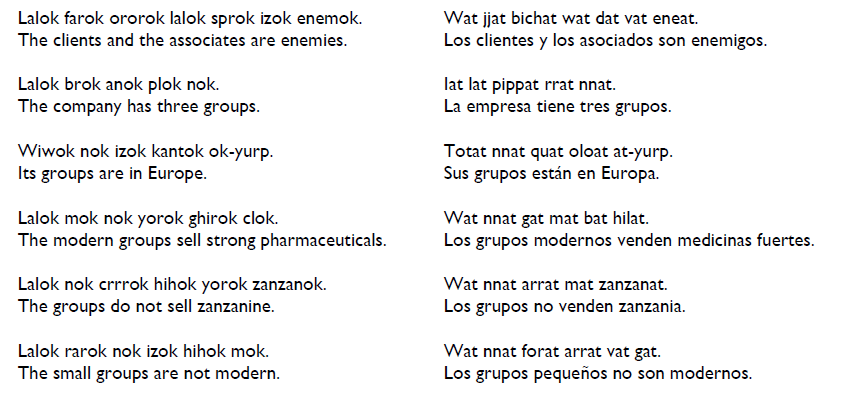 Lalok farok ororok lalok sprok izok enemok.
The clients and the associates are enemies.
Lalok brok anok plok nok.
The company has three groups.
Wiwok nok izok kantok ok-yurp.
Its groups are in Europe.
Lalok mok nok yorok ghirok clok.
The modern groups sell strong pharmaceuticals.
Lalok nok crrrok hihok yorok zanzanok.
The groups do not sell zanzanine.
Lalok rarok nok izok hihok mok.
The small groups are not modern.
Wat jjat bichat wat dat vat eneat.
Los clientes y los asociados son enemigos.
Iat lat pippat rrat nnat.
La empresa tiene tres grupos.
Totat nnat quat oloat at-yurp.
Sus grupos están en Europa.
Wat nnat gat mat bat hilat.
Los grupos modernos venden medicinas fuertes.
Wat nnat arrat mat zanzanat.
Los grupos no venden zanzania.
Wat nnat forat arrat vat gat.
Los grupos pequeños no son modernos.